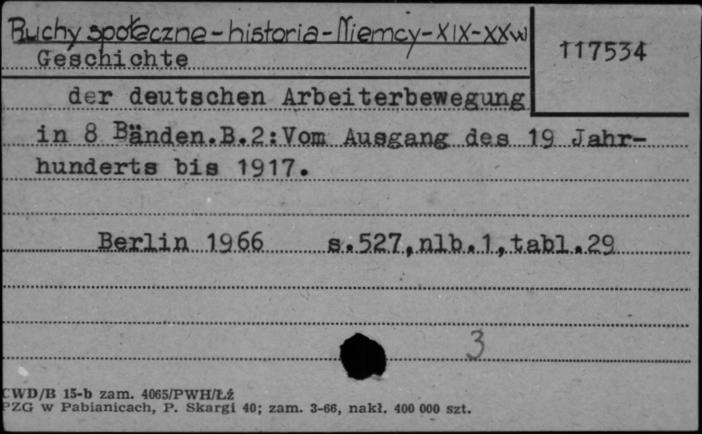 Ruchy społeczne-historia-Niemcy-XIX-XXw
117534
Geschichte
der deutschen Arbeiterbewegung
in 8 Bänden.B.2:Vom Ausgang des 19 Jahr-
hunderts bis 1917.
Berlin 1966 s.527,nlb.1,tabl.29
3
CWD/B 15-b zam. 4065/PWH/Łź
PZG w Pabianicach, P. Skargi 40; zam. 3-66, nakł. 400 000 szt.